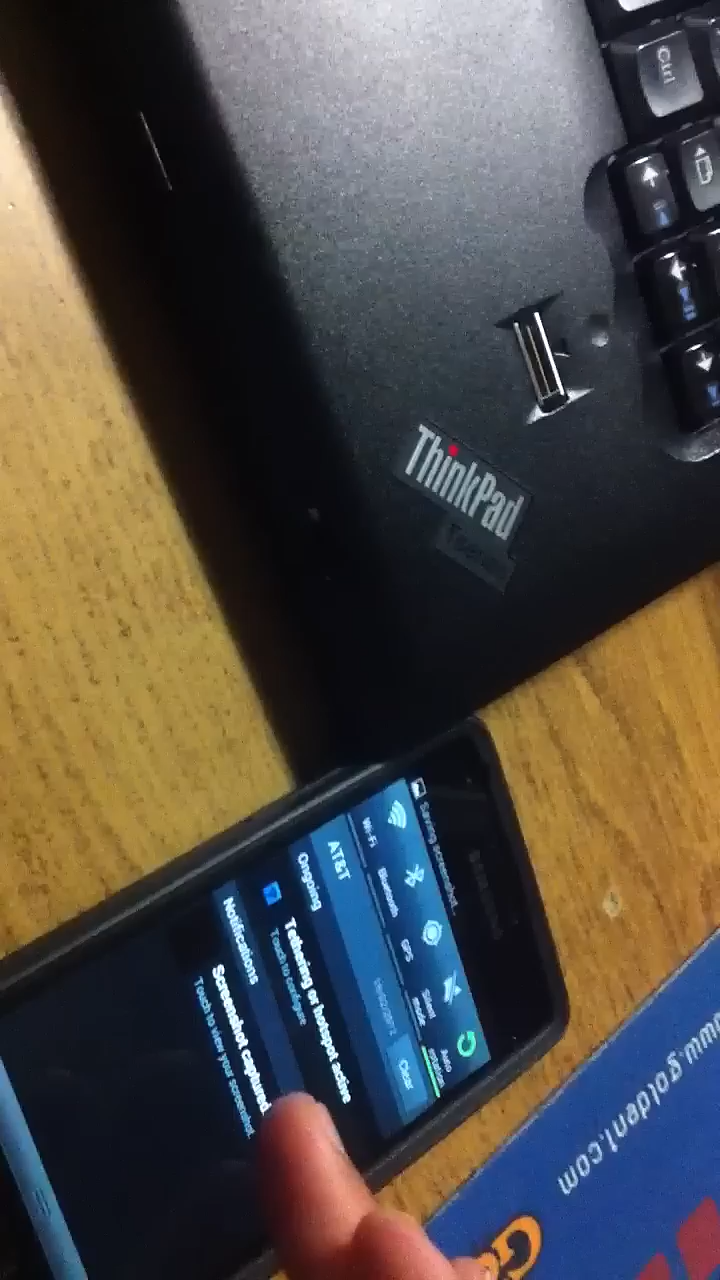 Ctrl
ThinkPad
SAMSUNG
Saving screenshot...
Wi-Fi
Bluetooth
GPS
Silent
mode
Auto
rotation
AT&T
Clear
Ongoing
Tethering or hotspot active
Touch to configure
Notifications
Screenshot captured
Touch to view your screenshot.
www.golden1.com